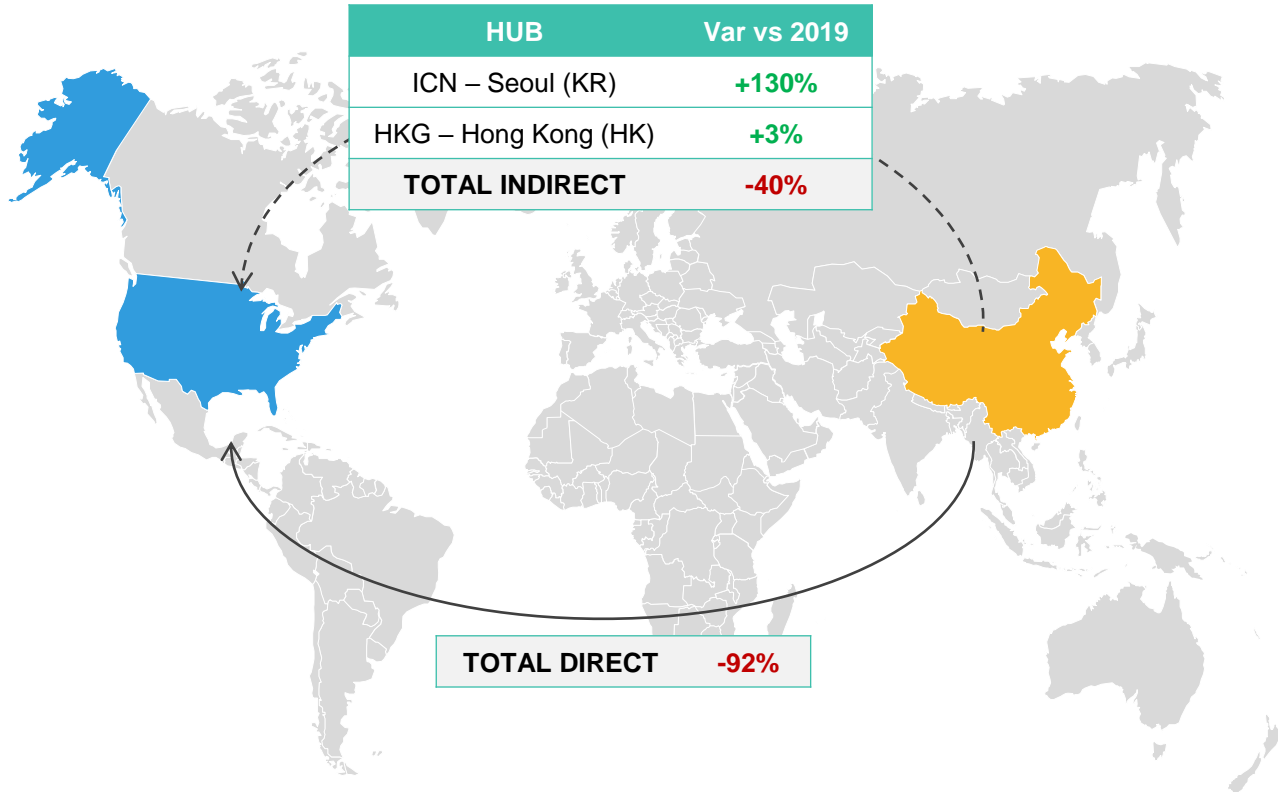 HUB Var vs 2019
ICN – Seoul (KR) +130%
HKG – Hong Kong (HK) +3%
TOTAL INDIRECT -40%
TOTAL DIRECT -92%